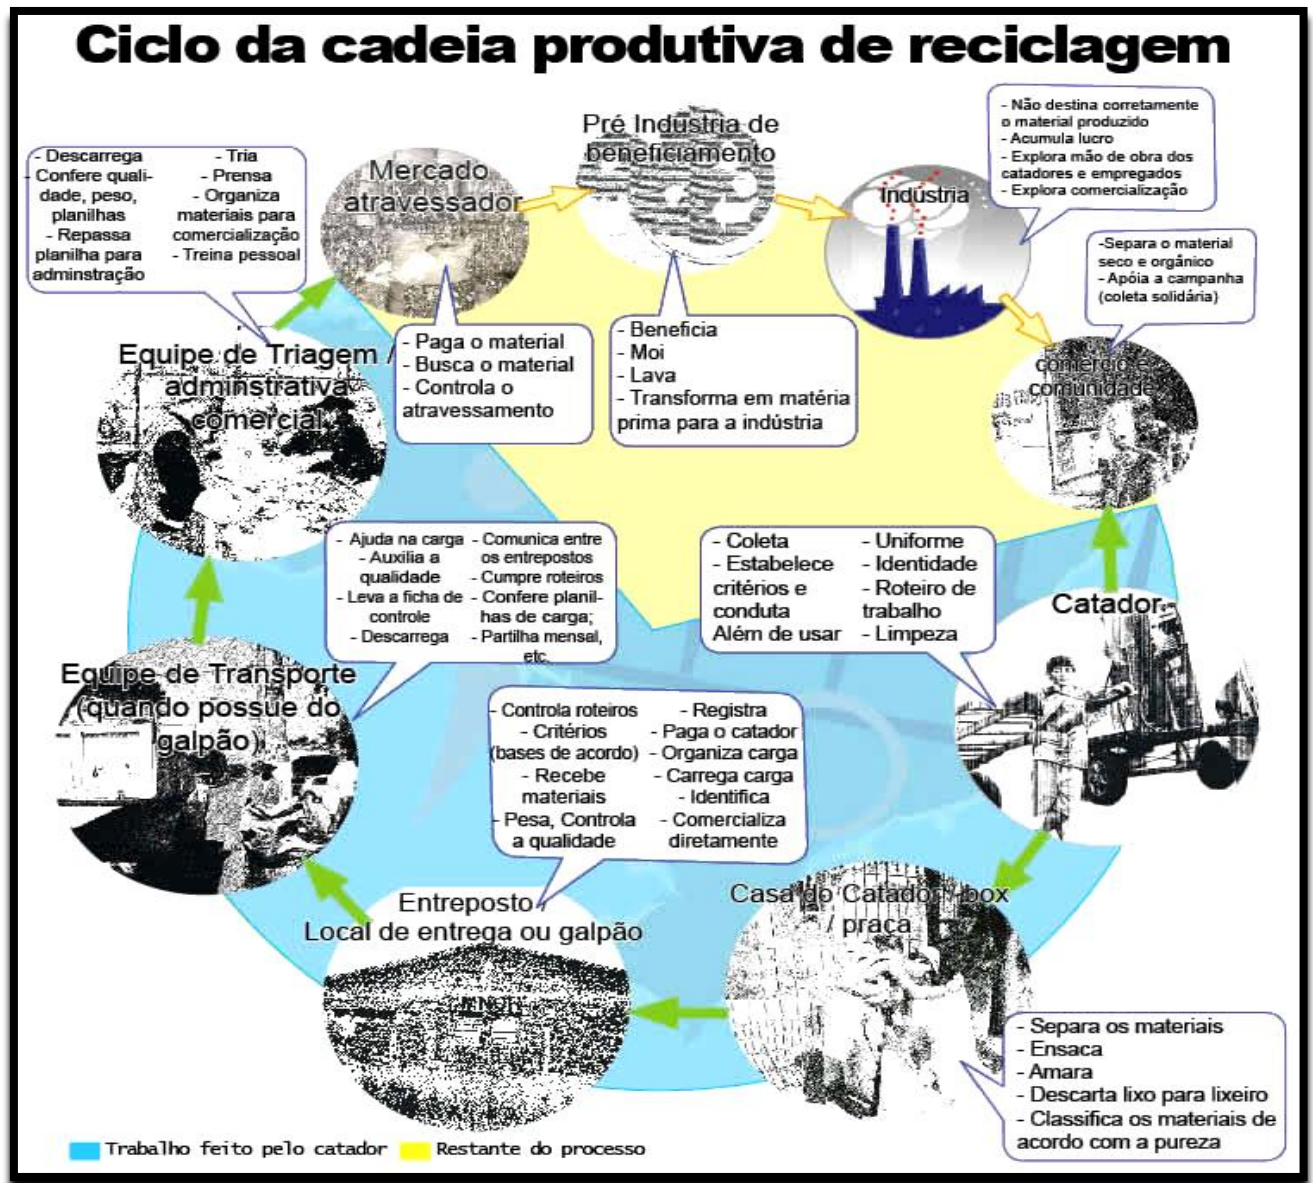 Ciclo da cadeia produtiva de reciclagem
- Descarrega
- Confere quali-
dade, peso,
planilhas
- Repassa
planilha para
adminstração
- Tria
- Prensa
- Organiza
materiais para
comercialização
- Treina pessoal
Mercado
atravessador
Pré Indústria de
beneficiamento
Indústria
- Não destina corretamente
o material produzido
- Acumula lucro
- Explora mão de obra dos
catadores e empregados
- Explora comercialização
-Separa o material
seco e orgânico
- Apóia a campanha
(coleta solidária)
Equipe de Triagem /
adminstrativa
comercial
- Paga o material
- Busca o material
- Controla o
atravessamento
- Beneficia
- Moi
- Lava
- Transforma em matéria
prima para a indústria
comércio e
comunidade
- Ajuda na carga
- Auxilia a
qualidade
- Leva a ficha de
controle
- Descarrega
- Comunica entre
os entrepostos
- Cumpre roteiros
- Confere planil-
has de carga;
- Partilha mensal,
etc.
- Coleta
- Estabelece
critérios e
conduta
Além de usar
- Uniforme
- Identidade
- Roteiro de
trabalho
- Limpeza
Catador
Equipe de Transporte
(quando possue do
galpão)
- Controla roteiros
- Critérios
(bases de acordo)
- Recebe
materiais
- Pesa, Controla
a qualidade
- Registra
- Paga o catador
- Organiza carga
- Carrega carga
- Identifica
- Comercializa
diretamente
Entreposto /
Local de entrega ou galpão
Casa do Catador / box
/ praça
- Separa os materiais
- Ensaca
- Amara
- Descarta lixo para lixeiro
- Classifica os materiais de
acordo com a pureza
Trabalho feito pelo catador
Restante do processo